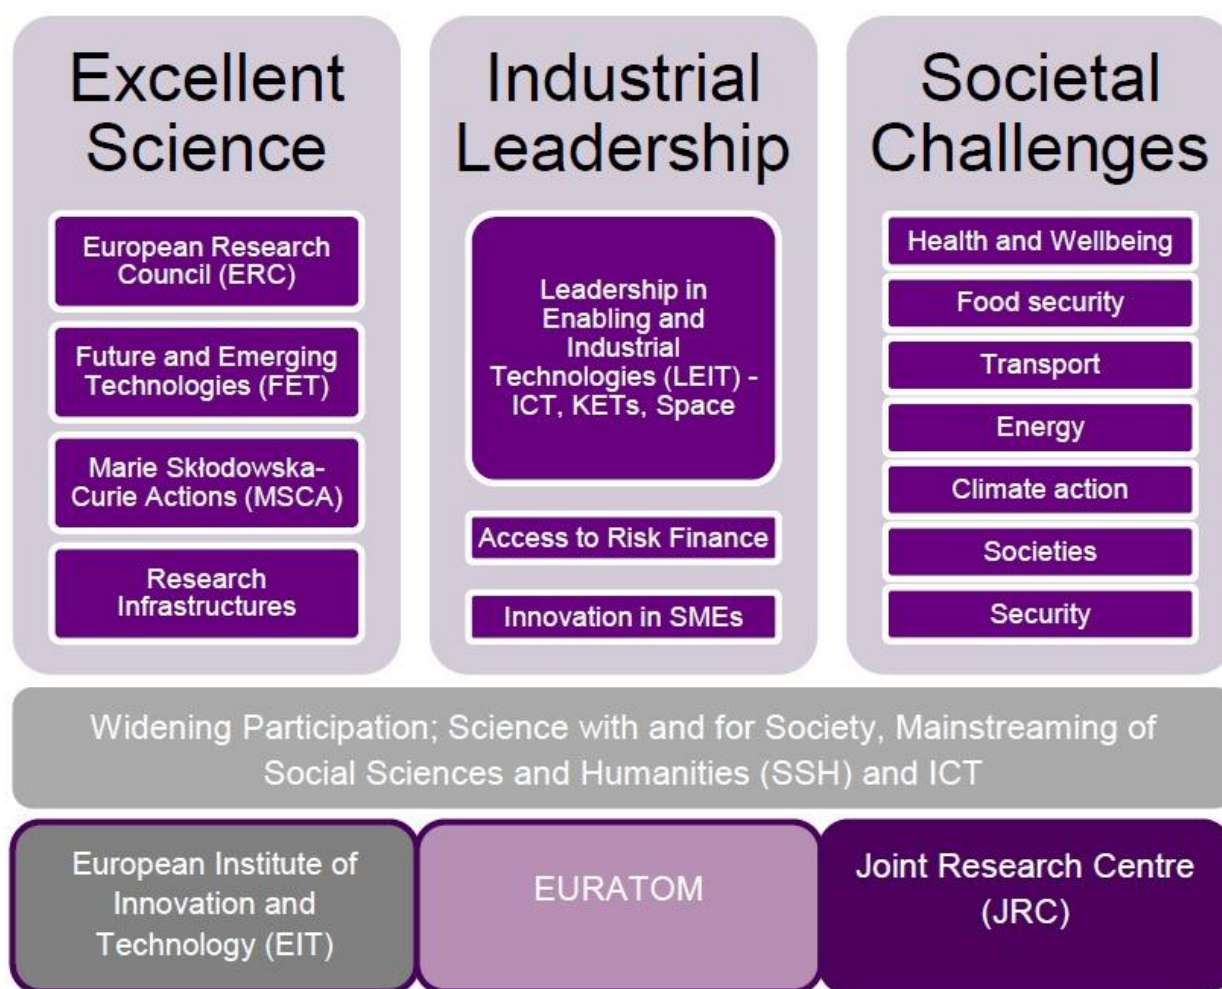 Excellent
Science
European Research
Council (ERC)
Future and Emerging
Technologies (FET)
Marie Skłodowska-
Curie Actions (MSCA)
Research
Infrastructures
Industrial
Leadership
Leadership in
Enabling and
Industrial
Technologies (LEIT) -
ICT, KETs, Space
Access to Risk Finance
Innovation in SMEs
Societal
Challenges
Health and Wellbeing
Food security
Transport
Energy
Climate action
Societies
Security
Widening Participation; Science with and for Society, Mainstreaming of
Social Sciences and Humanities (SSH) and ICT
European Institute of
Innovation and
Technology (EIT)
EURATOM
Joint Research Centre
(JRC)